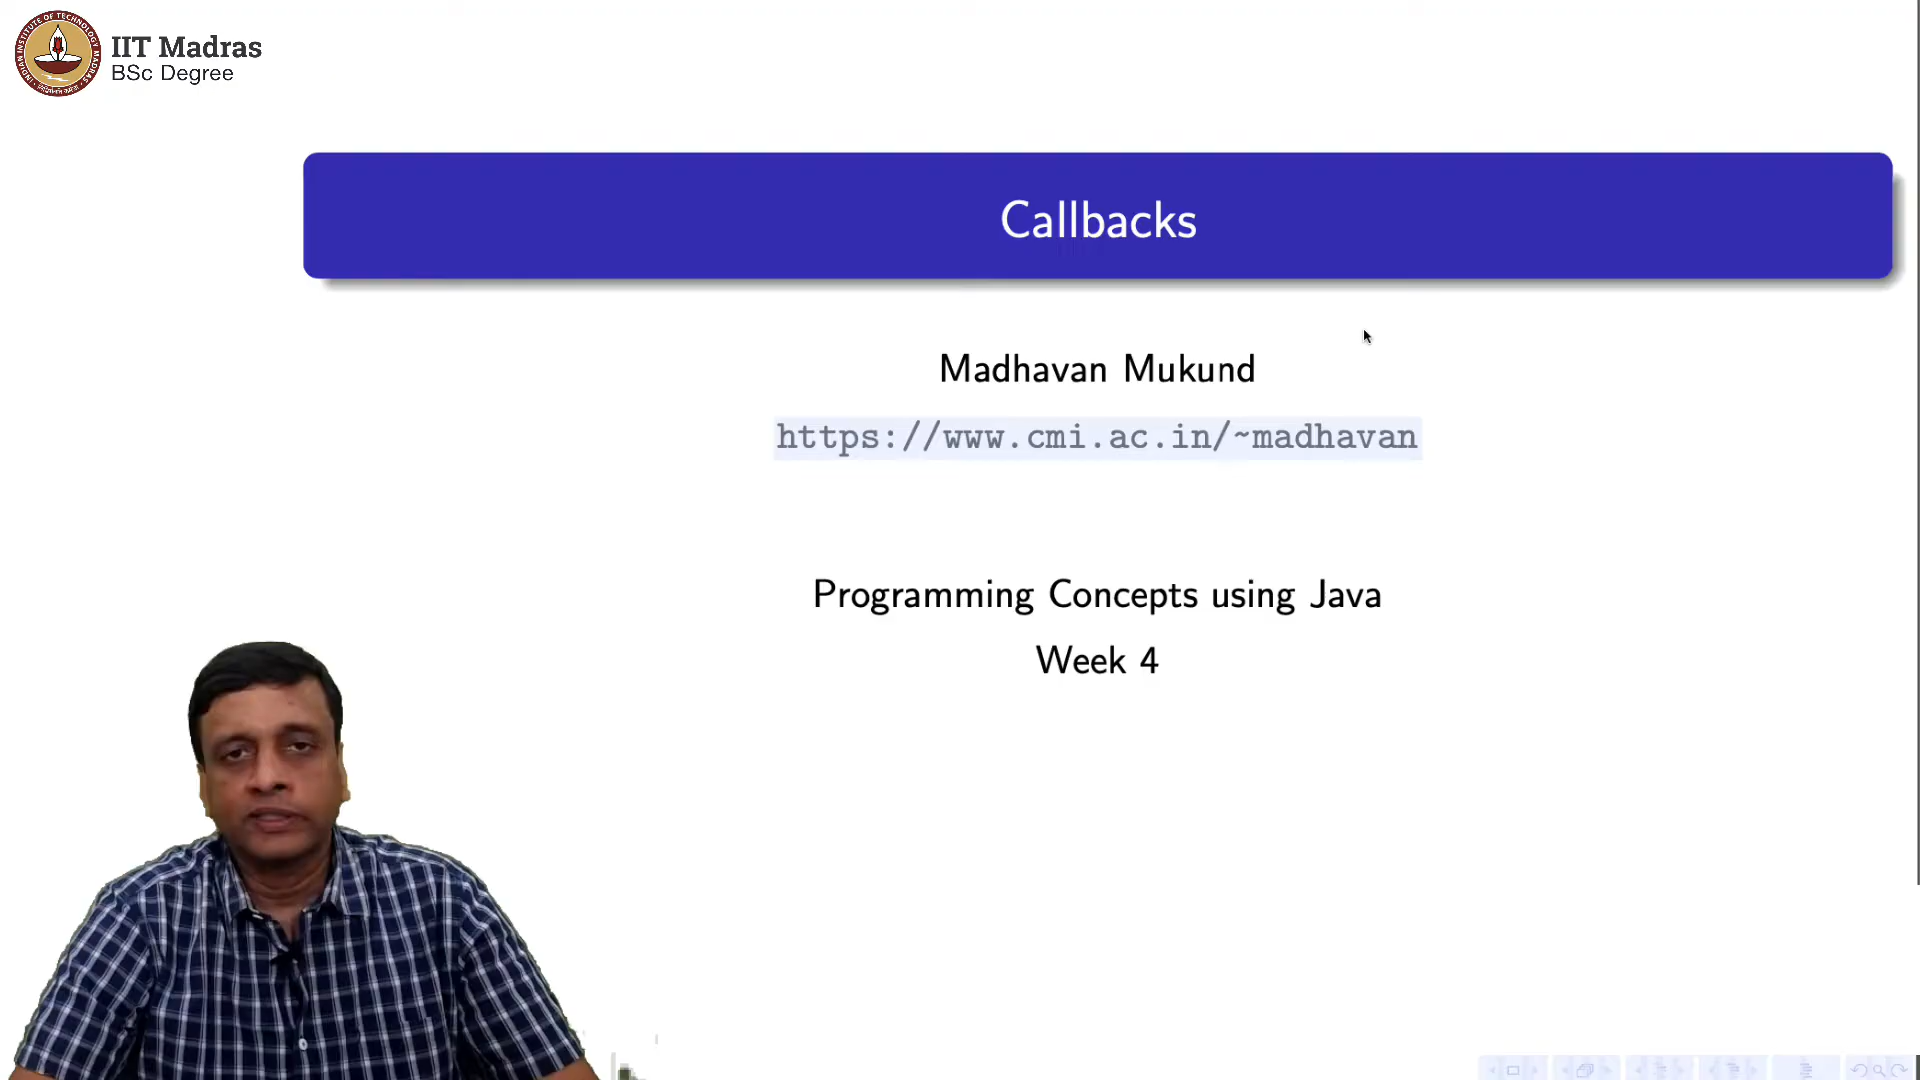 IIT Madras
BSc Degree
Callbacks
Madhavan Mukund
https://www.cmi.ac.in/~madhavan
Programming Concepts using Java
Week 4